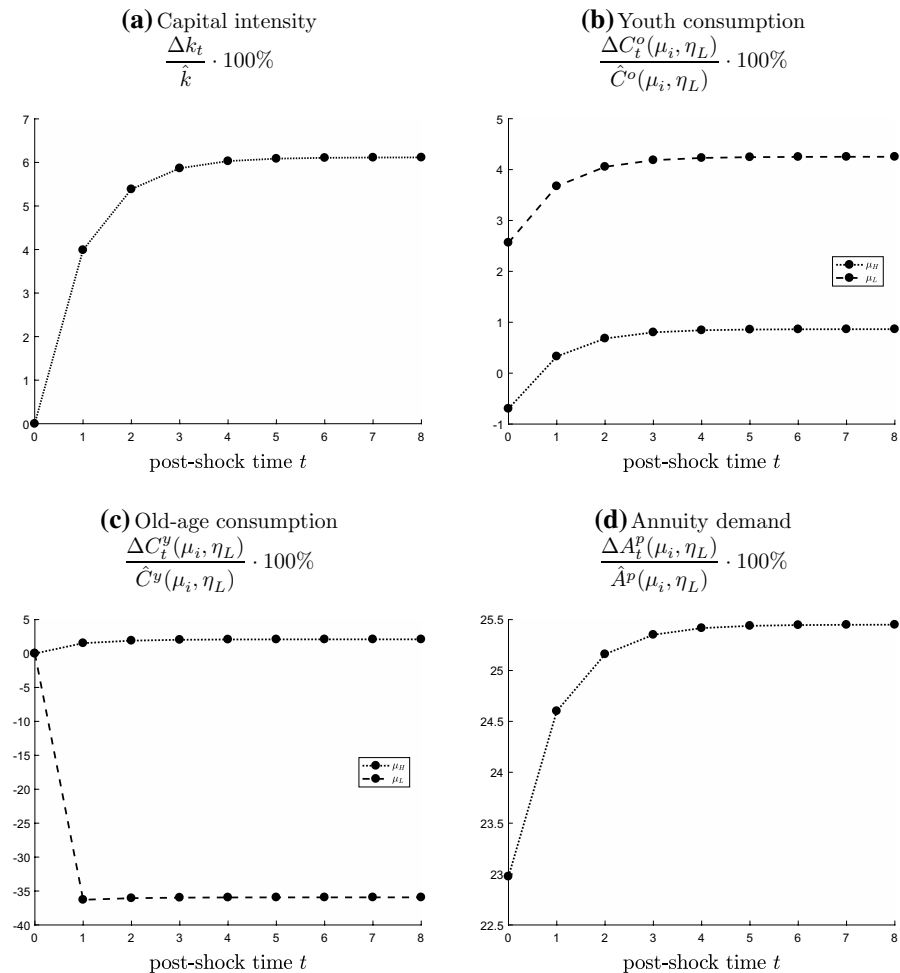 (a) Capital intensity
Δk_t / k̂ · 100%
7
6
5
4
3
2
1
0
0 1 2 3 4 5 6 7 8
post-shock time t
(b) Youth consumption
ΔC_t^o(μ_i, η_L) / Ĉ^o(μ_i, η_L) · 100%
5
4
3
2
1
0
-1
μ_H
μ_L
0 1 2 3 4 5 6 7 8
post-shock time t
(c) Old-age consumption
ΔC_t^y(μ_i, η_L) / Ĉ^y(μ_i, η_L) · 100%
5
0
-5
-10
-15
-20
-25
-30
-35
-40
μ_H
μ_L
0 1 2 3 4 5 6 7 8
post-shock time t
(d) Annuity demand
ΔA_t^p(μ_i, η_L) / Â^p(μ_i, η_L) · 100%
25.5
25
24.5
24
23.5
23
22.5
0 1 2 3 4 5 6 7 8
post-shock time t